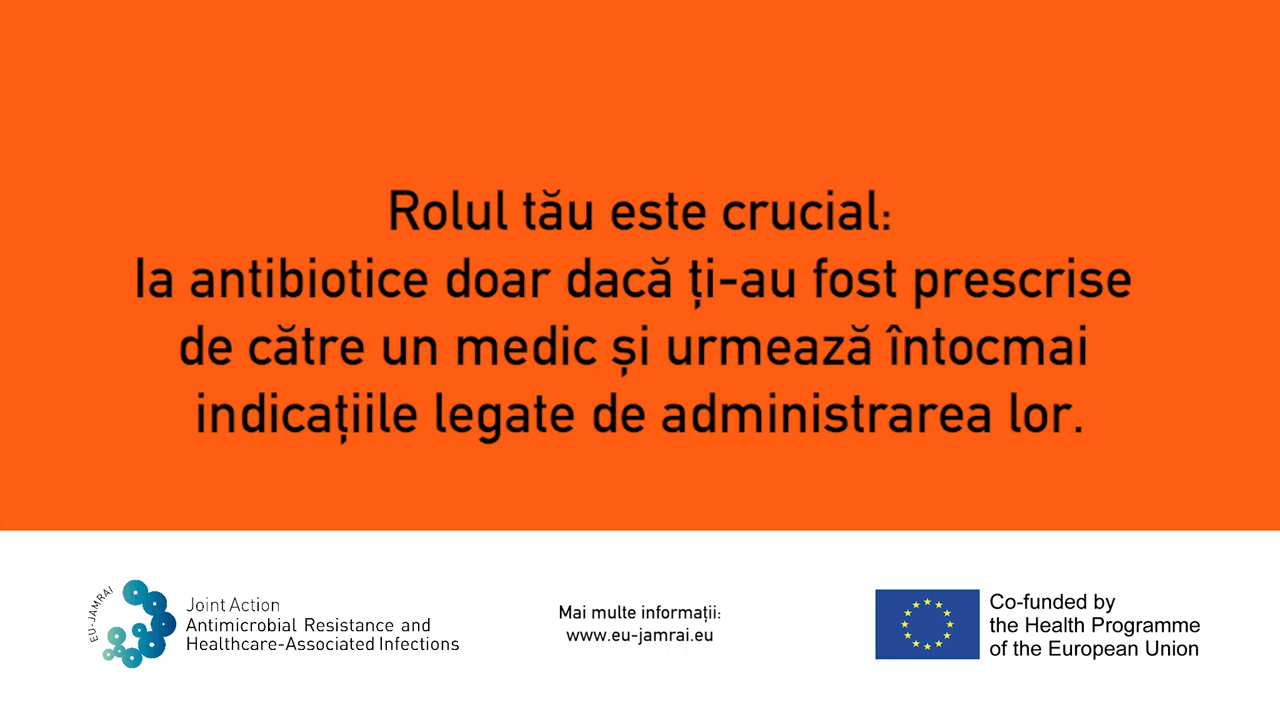 Rolul tău este crucial:
Ia antibiotice doar dacă ți-au fost prescrise
de către un medic și urmează întocmai
indicațiile legate de administrarea lor.
EU-JAMRAI
Joint Action
Antimicrobial Resistance and
Healthcare-Associated Infections
Mai multe informații:
www.eu-jamrai.eu
Co-funded by
the Health Programme
of the European Union